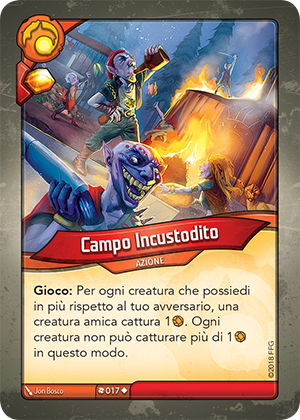 Campo Incustodito
AZIONE
Gioco: Per ogni creatura che possiedi
in più rispetto al tuo avversario, una
creatura amica cattura 1. Ogni
creatura non può catturare più di 1
in questo modo.
©2018 FFG
Jon Bosco
017